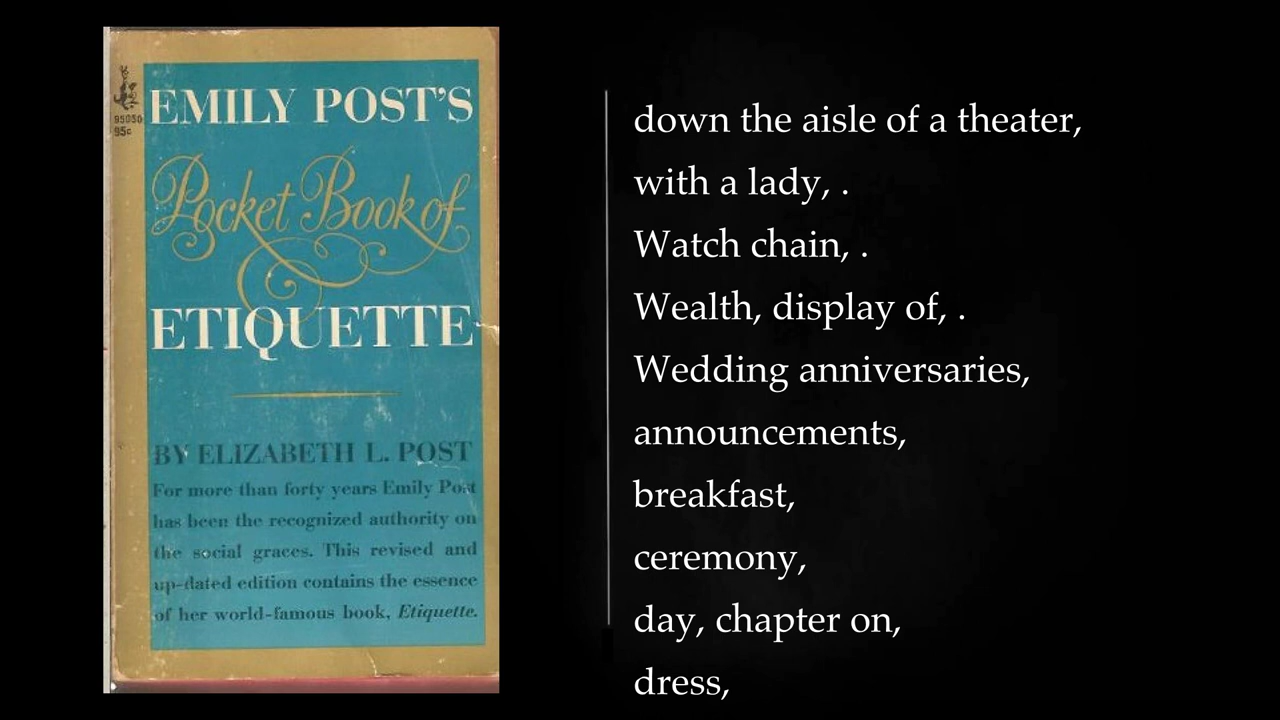 95050
95c
EMILY POST'S
Pocket Book of
ETIQUETTE
BY ELIZABETH L. POST
For more than forty years Emily Post
has been the recognized authority on
the social graces. This revised and
up-dated edition contains the essence
of her world-famous book, Etiquette.
down the aisle of a theater,
with a lady, .
Watch chain, .
Wealth, display of, .
Wedding anniversaries,
announcements,
breakfast,
ceremony,
day, chapter on,
dress,